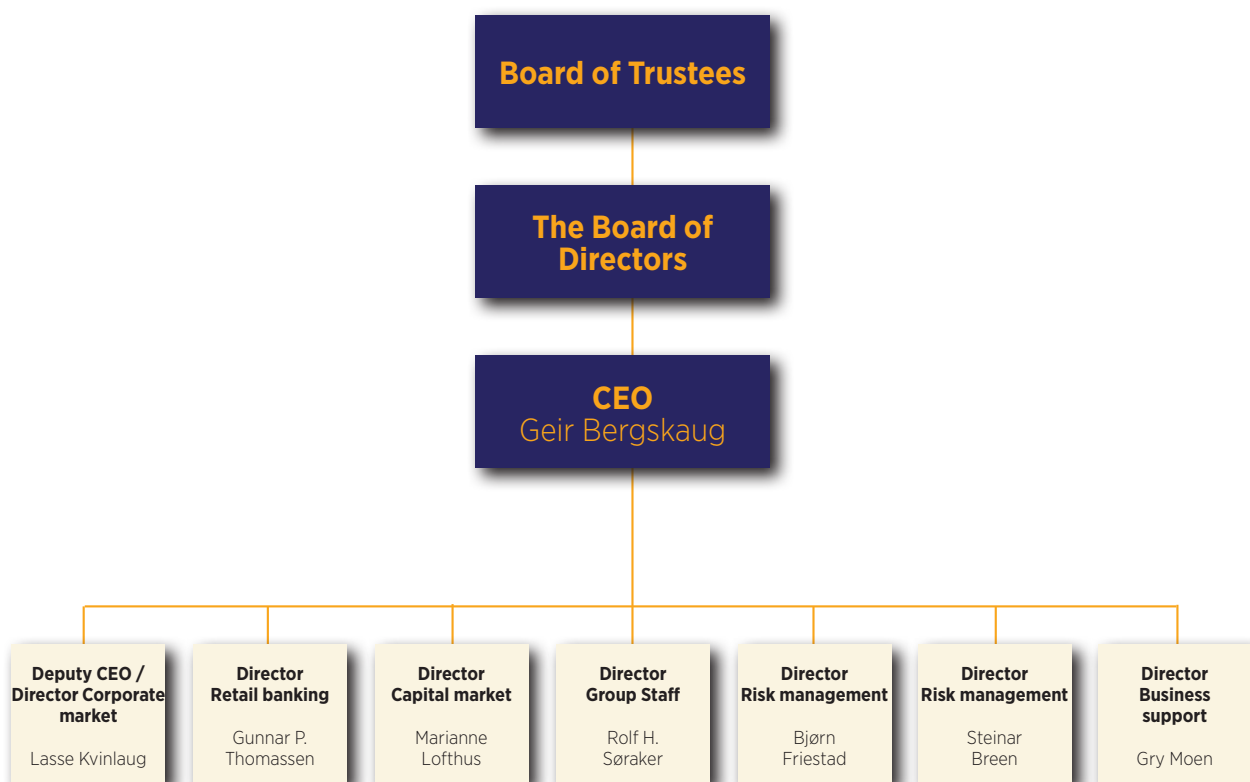 Board of Trustees
The Board of
Directors
CEO
Geir Bergskaug
Deputy CEO /
Director Corporate
market
Lasse Kvinlaug
Director
Retail banking
Gunnar P.
Thomassen
Director
Capital market
Marianne
Lofthus
Director
Group Staff
Rolf H.
Søraker
Director
Risk management
Bjørn
Friestad
Director
Risk management
Steinar
Breen
Director
Business
support
Gry Moen